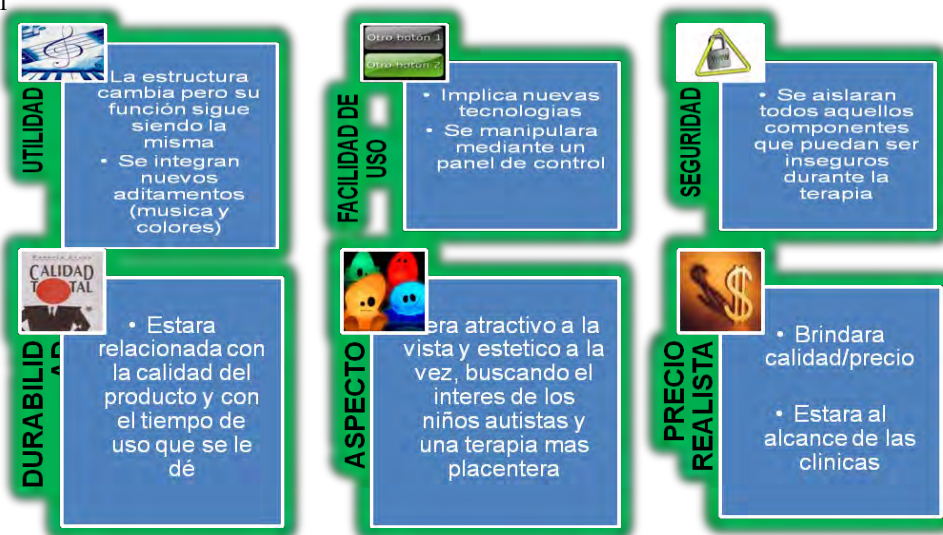 Otro botón 1
Otro botón 2
UTILIDAD
La estructura
cambia pero su
función sigue
siendo la
misma
• Se integran
nuevos
aditamentos
(musica y
colores)
FACILIDAD DE
USO
• Implica nuevas
tecnologias
• Se manipulara
mediante un
panel de control
SEGURIDAD
• Se aislaran
todos aquellos
componentes
que puedan ser
inseguros
durante la
terapia
CALIDAD
DURABILID
• Estara
relacionada con
la calidad del
producto y con
el tiempo de
uso que se le
dé
ASPECTO
era atractivo a la
vista y estetico a la
vez, buscando el
interes de los
niños autistas y
una terapia mas
placentera
PRECIO
REALISTA
• Brindara
calidad/precio
• Estara al
alcance de las
clinicas